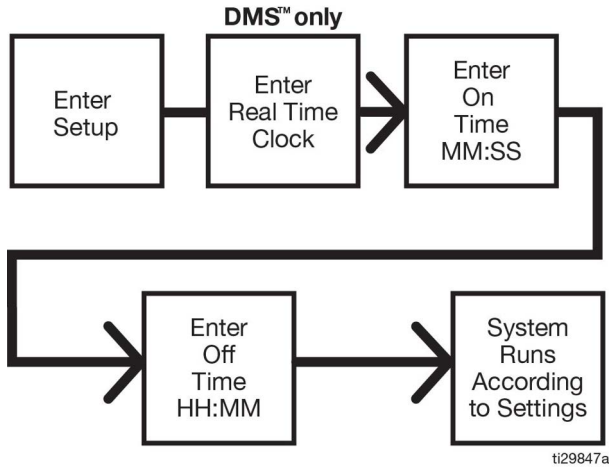 DMS™ only
Enter
Setup
Enter
Real Time
Clock
Enter
On
Time
MM:SS
Enter
Off
Time
HH:MM
System
Runs
According
to Settings
ti29847a